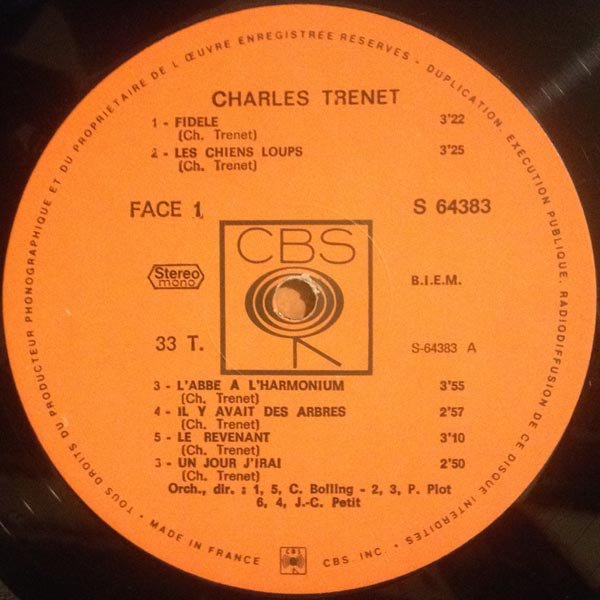 TOUS DROITS DU PRODUCTEUR PHONOGRAPHIQUE ET DU PROPRIETAIRE DE L'ŒUVRE ENREGISTRÉE RESERVES - DUPLICATION, EXECUTION PUBLIQUE, RADIODIFFUSION DE CE DISQUE INTERDITES •
CHARLES TRENET
1 - FIDELE 3'22
(Ch. Trenet)
2 - LES CHIENS LOUPS 3'25
(Ch. Trenet)
FACE 1 S 64383
CBS
Stereo B.I.E.M.
mono
33 T. S-64383 A
3 - L'ABBE A L'HARMONIUM 3'55
(Ch. Trenet)
4 - IL Y AVAIT DES ARBRES 2'57
(Ch. Trenet)
5 - LE REVENANT 3'10
(Ch. Trenet)
3 - UN JOUR J'IRAI 2'50
(Ch. Trenet)
Orch., dir. : 1, 5, C. Bolling - 2, 3, P. Piot
6, 4, J.-C. Petit
• MADE IN FRANCE CBS CBS. INC. •